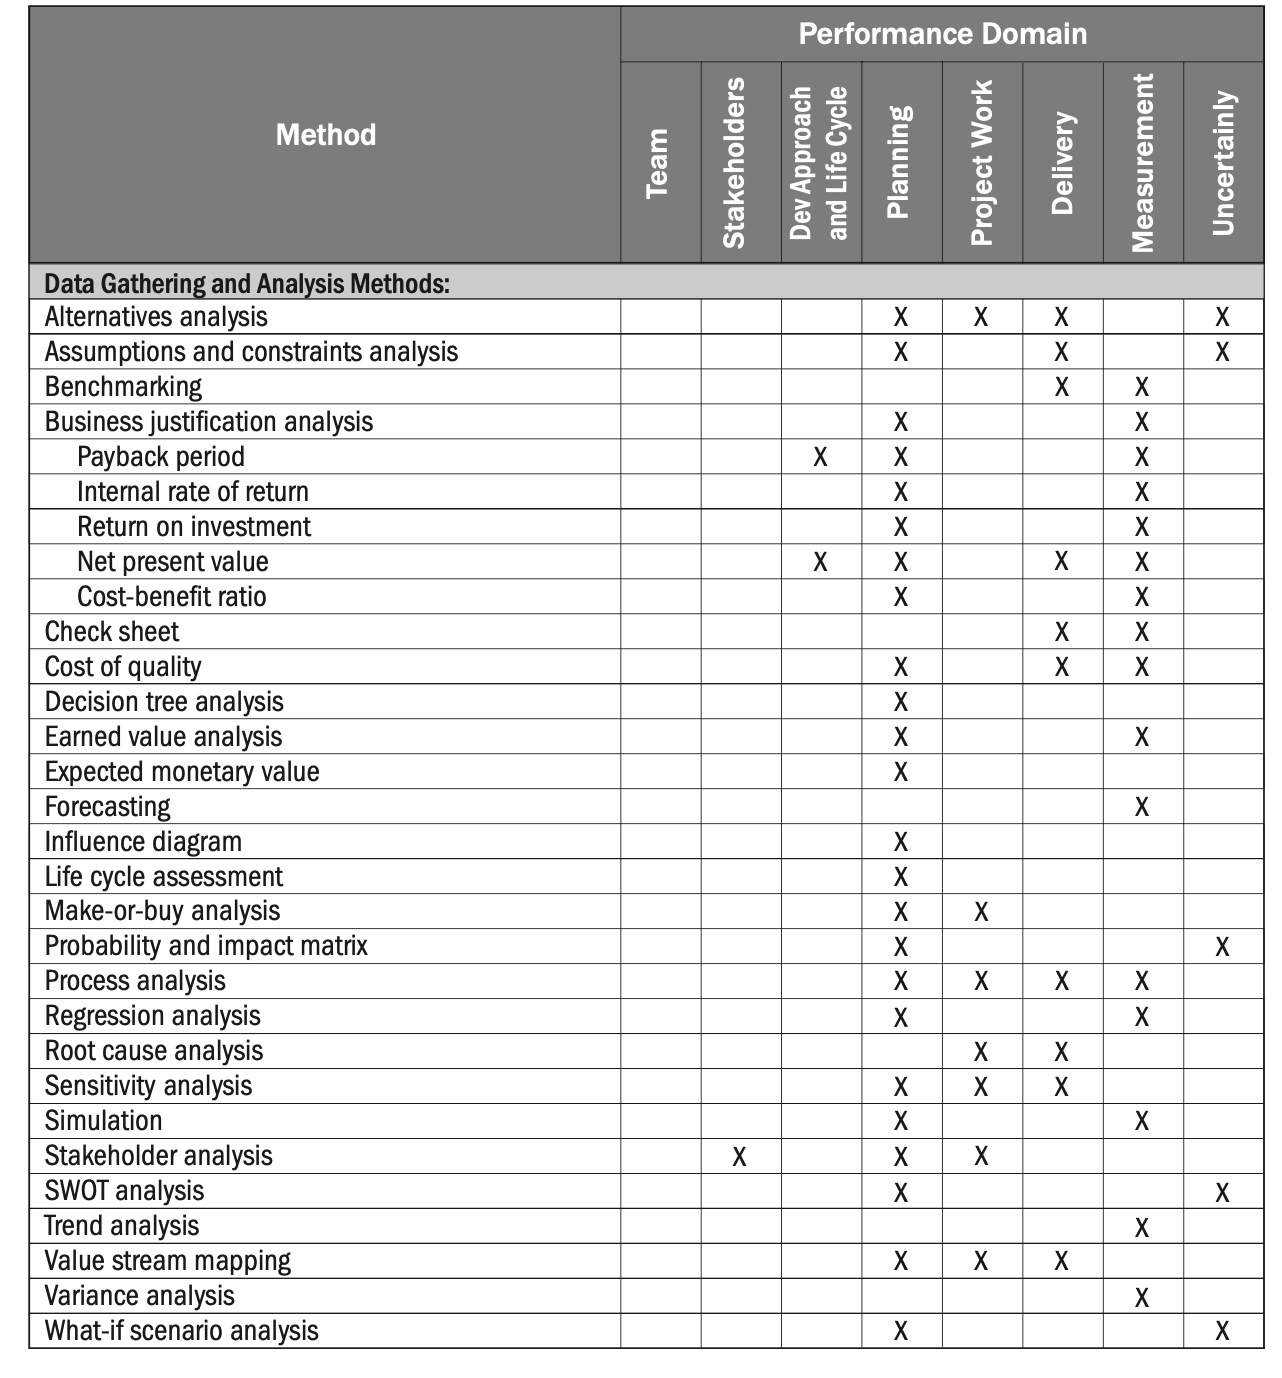 Performance Domain
Method
Team
Stakeholders
Dev Approach
and Life Cycle
Planning
Project Work
Delivery
Measurement
Uncertainly
Data Gathering and Analysis Methods:
Alternatives analysis X X X X
Assumptions and constraints analysis X X X
Benchmarking X X
Business justification analysis X X
Payback period X X X
Internal rate of return X X
Return on investment X X
Net present value X X X X
Cost-benefit ratio X X
Check sheet X X
Cost of quality X X X
Decision tree analysis X
Earned value analysis X X
Expected monetary value X
Forecasting X
Influence diagram X
Life cycle assessment X
Make-or-buy analysis X X
Probability and impact matrix X X
Process analysis X X X X
Regression analysis X X
Root cause analysis X X
Sensitivity analysis X X X
Simulation X X
Stakeholder analysis X X X
SWOT analysis X X
Trend analysis X
Value stream mapping X X X
Variance analysis X
What-if scenario analysis X X